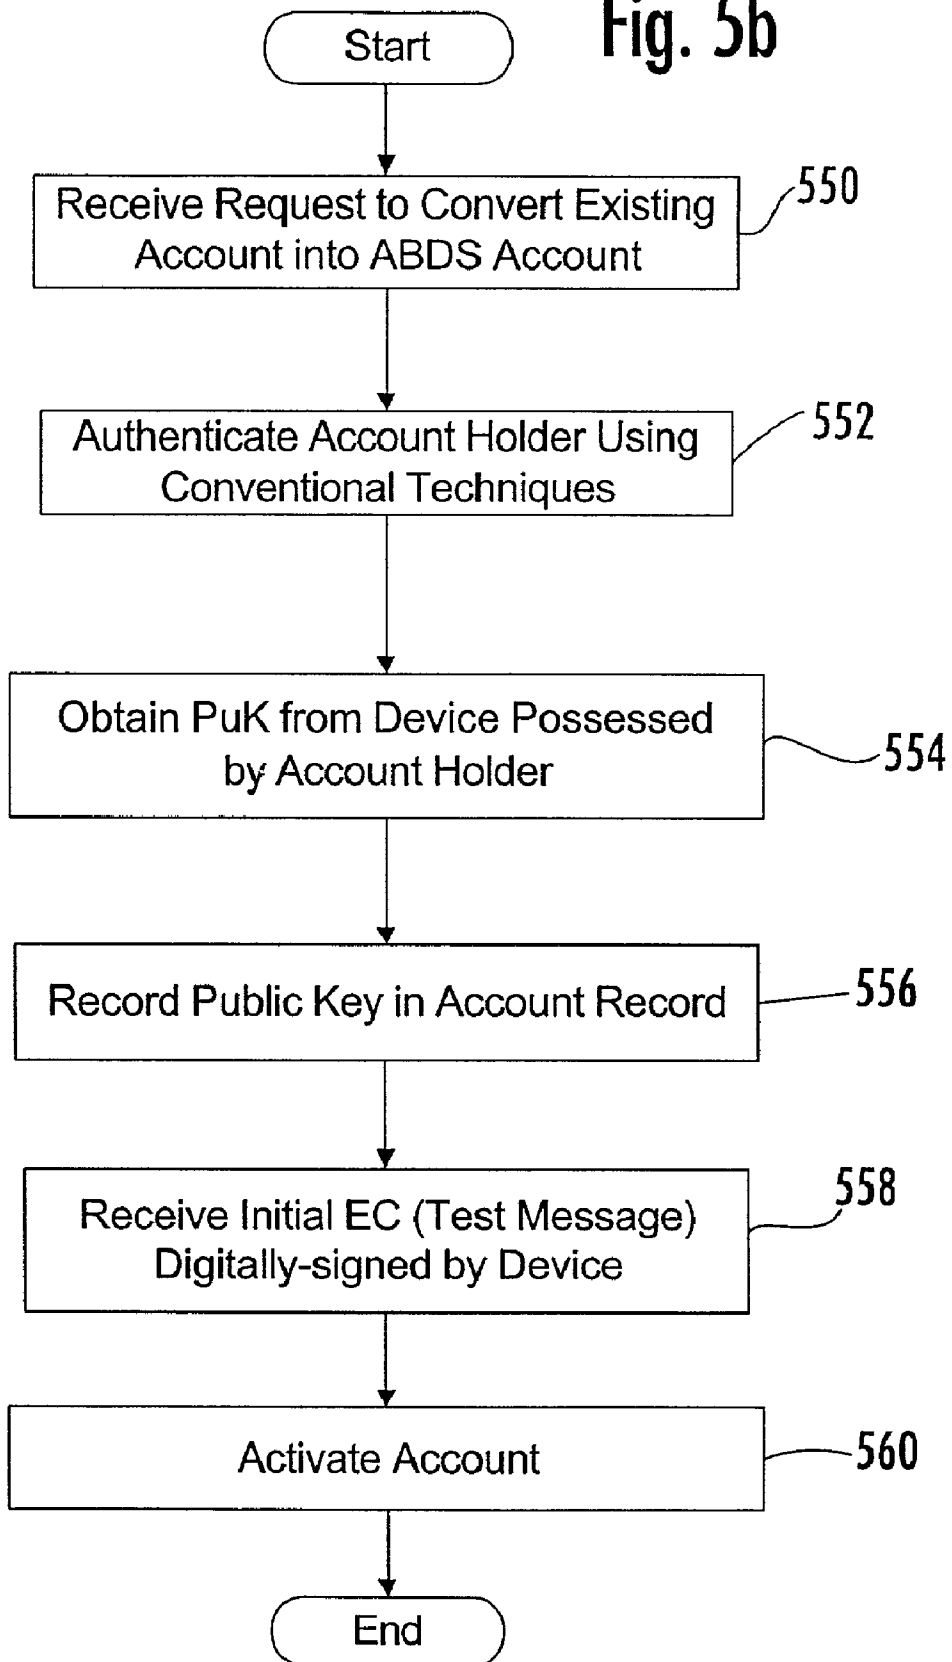 Fig. 5b
Start
Receive Request to Convert Existing
Account into ABDS Account
550
Authenticate Account Holder Using
Conventional Techniques
552
Obtain PuK from Device Possessed
by Account Holder
554
Record Public Key in Account Record
556
Receive Initial EC (Test Message)
Digitally-signed by Device
558
Activate Account
560
End